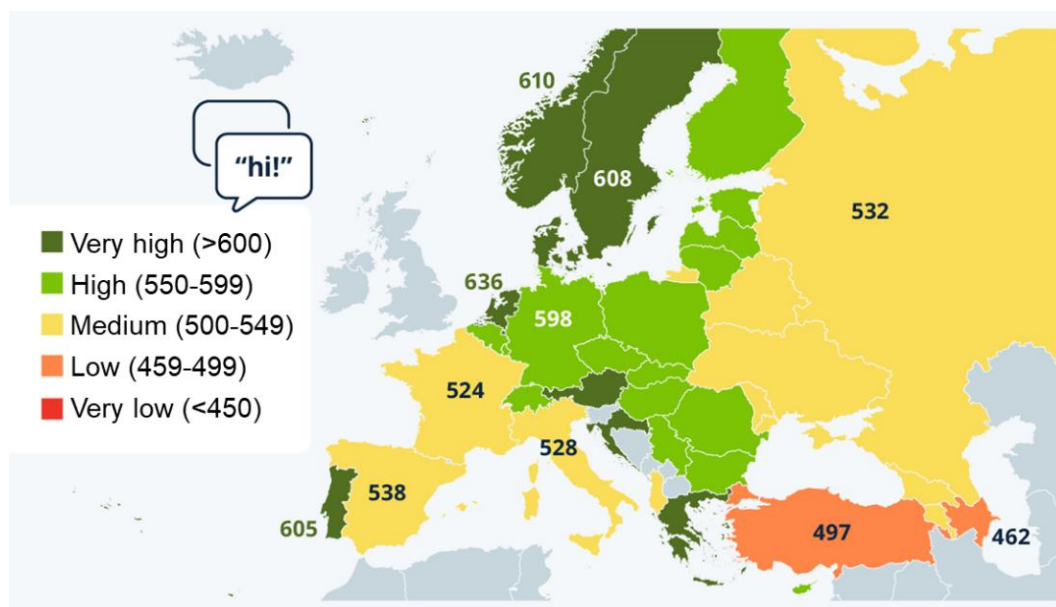 610
“hi!”
608
532
Very high (>600)
High (550-599)
Medium (500-549)
Low (459-499)
Very low (<450)
636
598
524
528
538
605
497
462